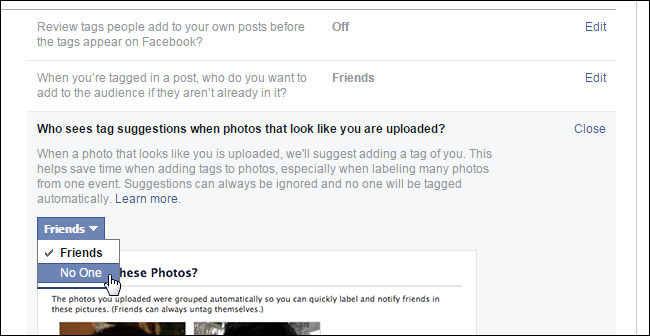 Review tags people add to your own posts before Off Edit
the tags appear on Facebook?
When you're tagged in a post, who do you want Friends Edit
to add to the audience if they aren't already in it?
Who sees tag suggestions when photos that look like you are uploaded? Close
When a photo that looks like you is uploaded, we'll suggest adding a tag of you. This
helps save time when adding tags to photos, especially when labeling many photos
from one event. Suggestions can always be ignored and no one will be tagged
automatically. Learn more.
Friends
Friends
No One
hese Photos?
The photos you uploaded were grouped automatically so you can quickly label and notify friends in
these pictures. (Friends can always untag themselves.)